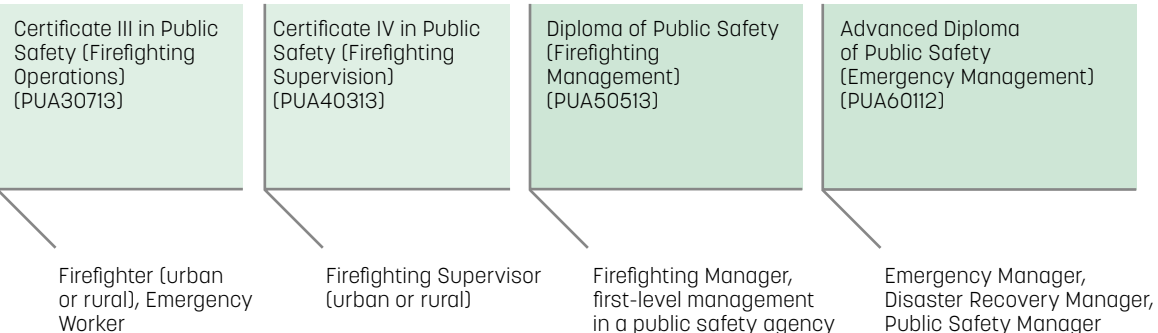 Certificate III in Public
Safety (Firefighting
Operations)
(PUA30713)
Certificate IV in Public
Safety (Firefighting
Supervision)
(PUA40313)
Diploma of Public Safety
(Firefighting
Management)
(PUA50513)
Advanced Diploma
of Public Safety
(Emergency Management)
(PUA60112)
Firefighter (urban
or rural), Emergency
Worker
Firefighting Supervisor
(urban or rural)
Firefighting Manager,
first-level management
in a public safety agency
Emergency Manager,
Disaster Recovery Manager,
Public Safety Manager